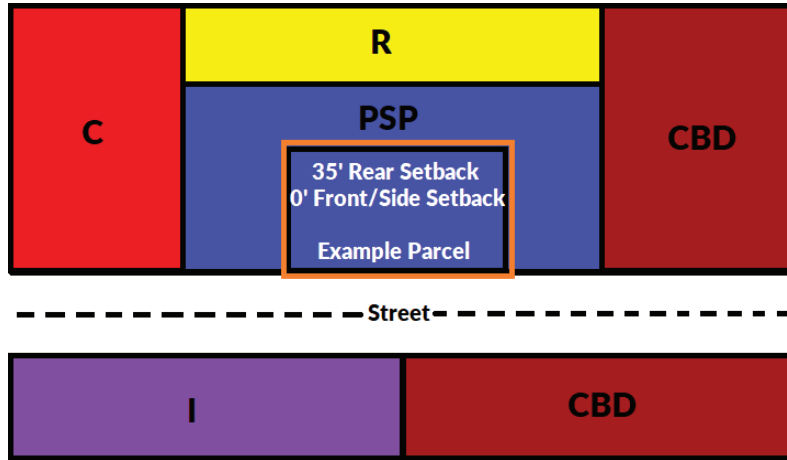 R
C
PSP
CBD
35' Rear Setback
0' Front/Side Setback
Example Parcel
Street
I
CBD